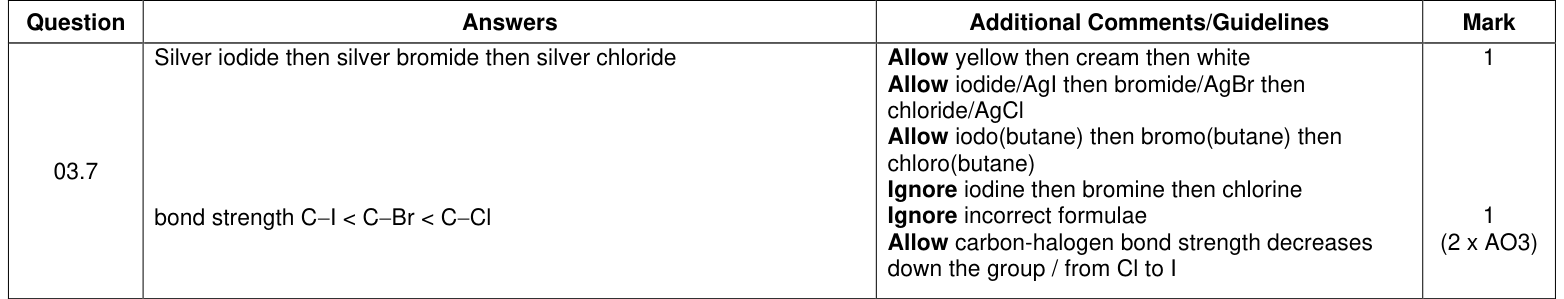 Question Answers Additional Comments/Guidelines Mark
03.7
Silver iodide then silver bromide then silver chloride
bond strength C–I < C–Br < C–Cl
Allow yellow then cream then white
Allow iodide/AgI then bromide/AgBr then
chloride/AgCl
Allow iodo(butane) then bromo(butane) then
chloro(butane)
Ignore iodine then bromine then chlorine
Ignore incorrect formulae
Allow carbon-halogen bond strength decreases
down the group / from Cl to I
1
1
(2 x AO3)